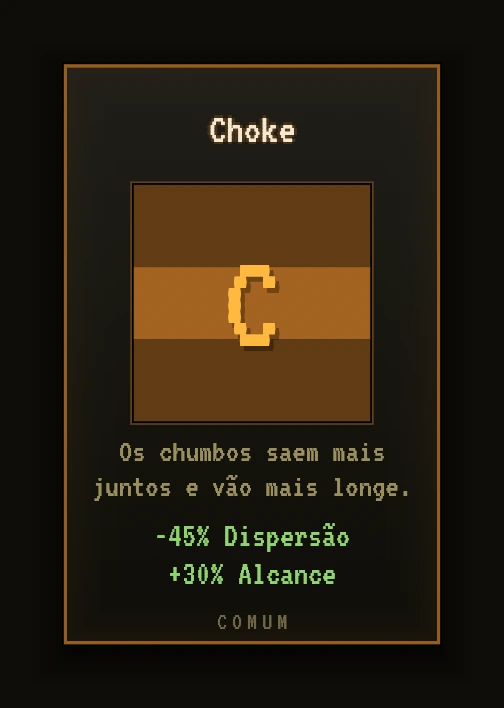 Choke
C
Os chumbos saem mais
juntos e vão mais longe.
-45% Dispersão
+30% Alcance
COMUM